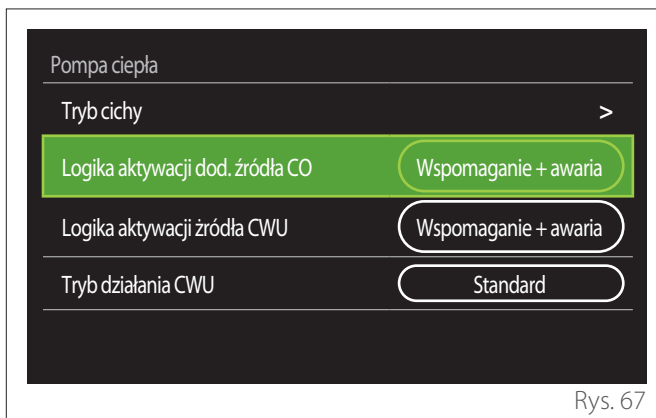 Pompa ciepła
Tryb cichy >
Logika aktywacji dod. źródła CO Wspomaganie + awaria
Logika aktywacji żródła CWU Wspomaganie + awaria
Tryb działania CWU Standard
Rys. 67